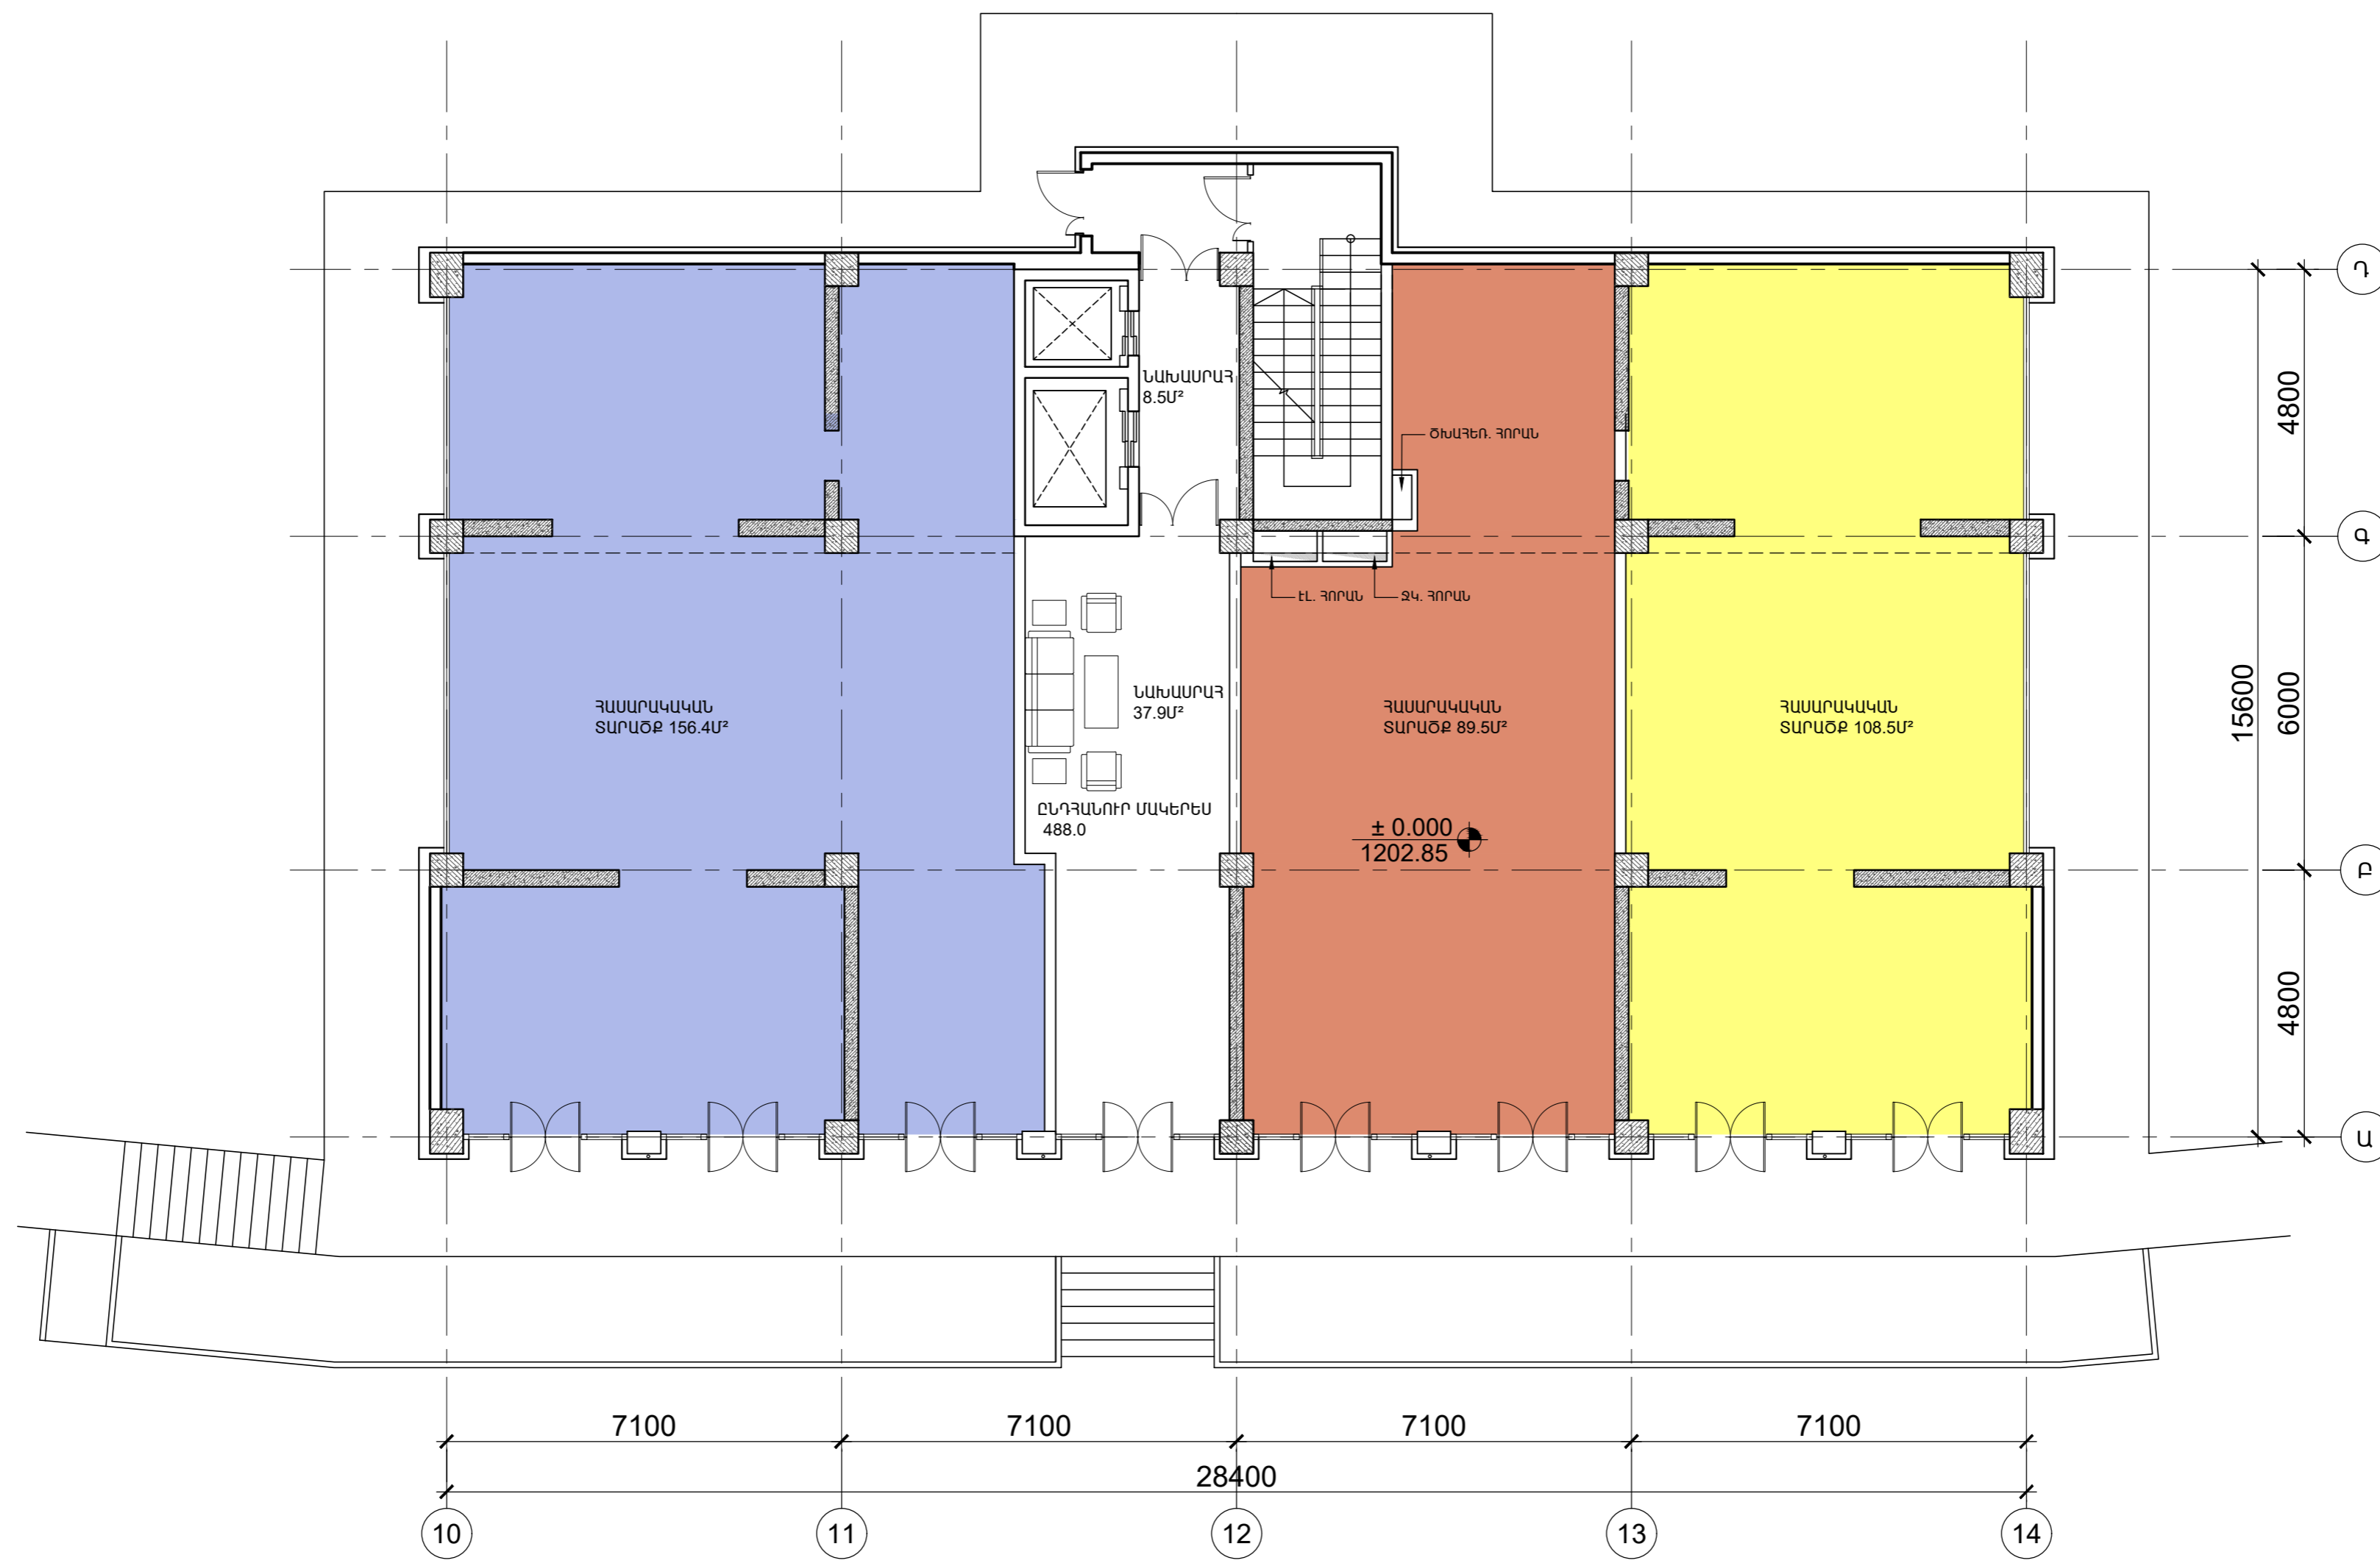 Դ
ՆԱԽԱՍՐԱՀ
8.5Մ²
4800
ԾԽԱՀԵՌ. ՀՈՐԱՆ
Գ
ԷԼ. ՀՈՐԱՆ
ՋԿ. ՀՈՐԱՆ
ՀԱՍԱՐԱԿԱԿԱՆ
ՏԱՐԱԾՔ 156.4Մ²
ՆԱԽԱՍՐԱՀ
37.9Մ²
ՀԱՍԱՐԱԿԱԿԱՆ
ՏԱՐԱԾՔ 89.5Մ²
ՀԱՍԱՐԱԿԱԿԱՆ
ՏԱՐԱԾՔ 108.5Մ²
15600
6000
ԸՆԴՀԱՆՈՒՐ ՄԱԿԵՐԵՍ
488.0
± 0.000
1202.85
Բ
4800
Ա
7100
7100
7100
7100
28400
10
11
12
13
14